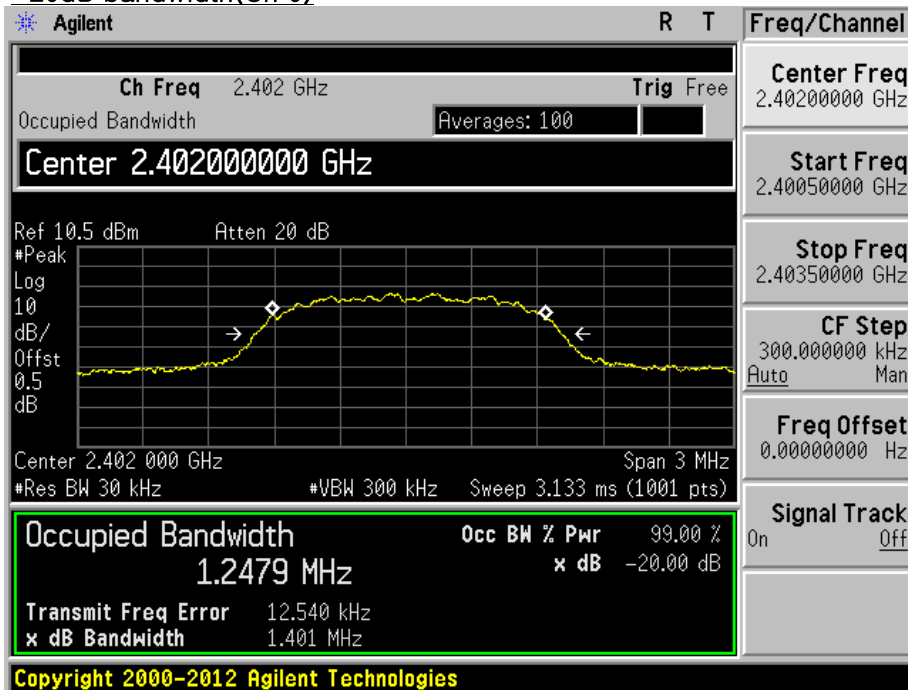 -20dB bandwidth(Ch 0)
Agilent R T
Ch Freq 2.402 GHz Trig Free
Occupied Bandwidth Averages: 100
Center 2.402000000 GHz
Ref 10.5 dBm Atten 20 dB
#Peak
Log
10
dB/
Offst
0.5
dB
Center 2.402 000 GHz Span 3 MHz
#Res BW 30 kHz #VBW 300 kHz Sweep 3.133 ms (1001 pts)
Occupied Bandwidth Occ BW % Pwr 99.00 %
1.2479 MHz x dB -20.00 dB
Transmit Freq Error 12.540 kHz
x dB Bandwidth 1.401 MHz
Copyright 2000-2012 Agilent Technologies
Freq/Channel
Center Freq
2.40200000 GHz
Start Freq
2.40050000 GHz
Stop Freq
2.40350000 GHz
CF Step
300.000000 kHz
Auto Man
Freq Offset
0.00000000 Hz
Signal Track
On Off